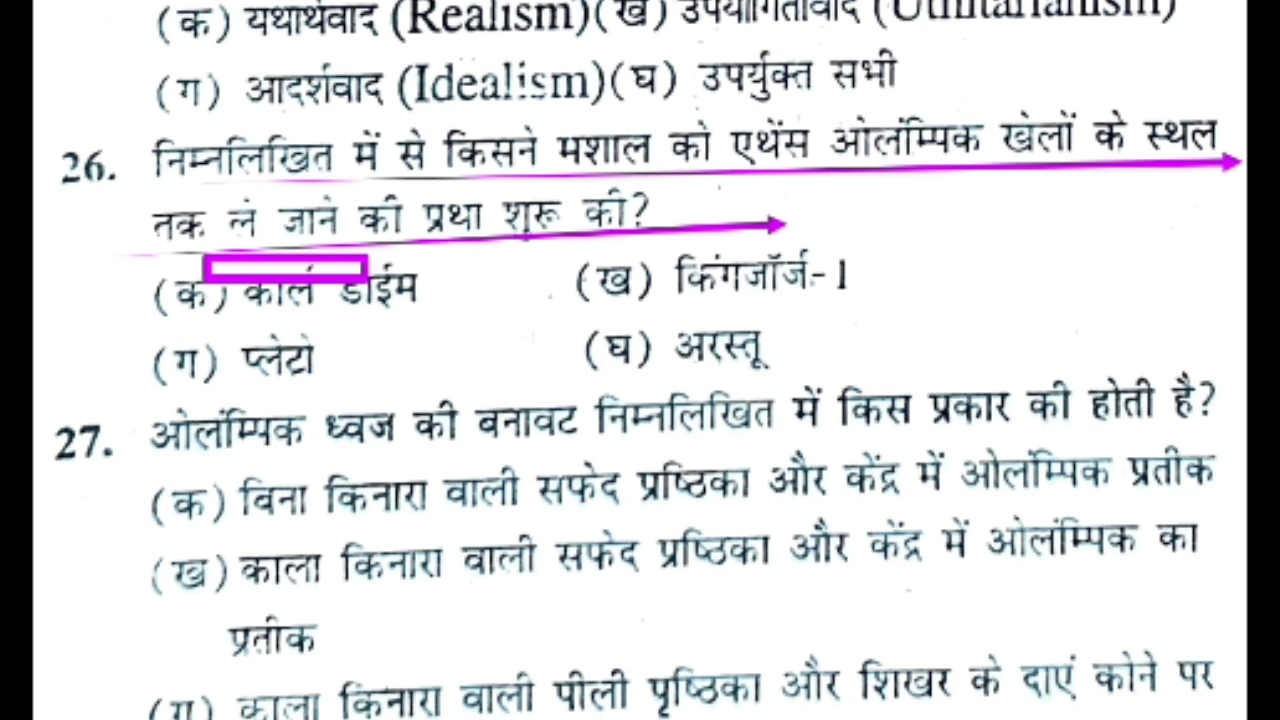 (क) यथार्थवाद (Realism)(ख) उपयोगितावाद (Utilitarianism)
(ग) आदर्शवाद (Idealism)(घ) उपर्युक्त सभी
26. निम्नलिखित में से किसने मशाल को एथेंस ओलंम्पिक खेलों के स्थल
तक ले जाने की प्रथा शुरू की?
(क) कार्ल डाईम (ख) किंगजॉर्ज-1
(ग) प्लेटो (घ) अरस्तू
27. ओलंम्पिक ध्वज की बनावट निम्नलिखित में किस प्रकार की होती है?
(क) बिना किनारा वाली सफेद प्रष्ठिका और केंद्र में ओलंम्पिक प्रतीक
(ख) काला किनारा वाली सफेद प्रष्ठिका और केंद्र में ओलंम्पिक का
प्रतीक
(ग) काला किनारा वाली पीली पृष्ठिका और शिखर के दाएं कोने पर